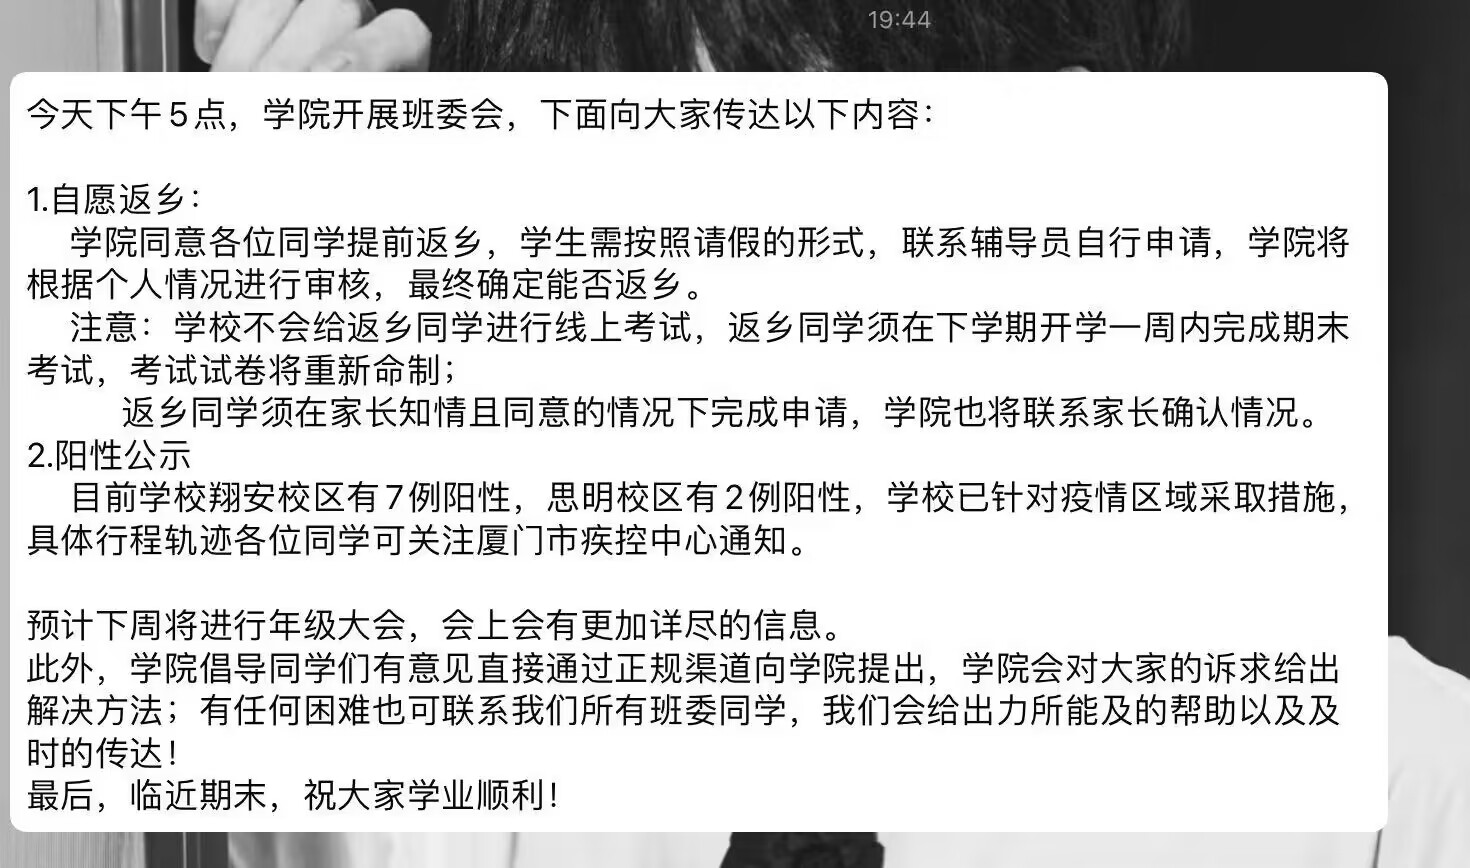 19:44
今天下午5点，学院开展班委会，下面向大家传达以下内容：
1.自愿返乡：
学院同意各位同学提前返乡，学生需按照请假的形式，联系辅导员自行申请，学院将
根据个人情况进行审核，最终确定能否返乡。
注意：学校不会给返乡同学进行线上考试，返乡同学须在下学期开学一周内完成期末
考试，考试试卷将重新命制；
返乡同学须在家长知情且同意的情况下完成申请，学院也将联系家长确认情况。
2.阳性公示
目前学校翔安校区有7例阳性，思明校区有2例阳性，学校已针对疫情区域采取措施，
具体行程轨迹各位同学可关注厦门市疾控中心通知。
预计下周将进行年级大会，会上会有更加详尽的信息。
此外，学院倡导同学们有意见直接通过正规渠道向学院提出，学院会对大家的诉求给出
解决方法；有任何困难也可联系我们所有班委同学，我们会给出力所能及的帮助以及及
时的传达！
最后，临近期末，祝大家学业顺利！